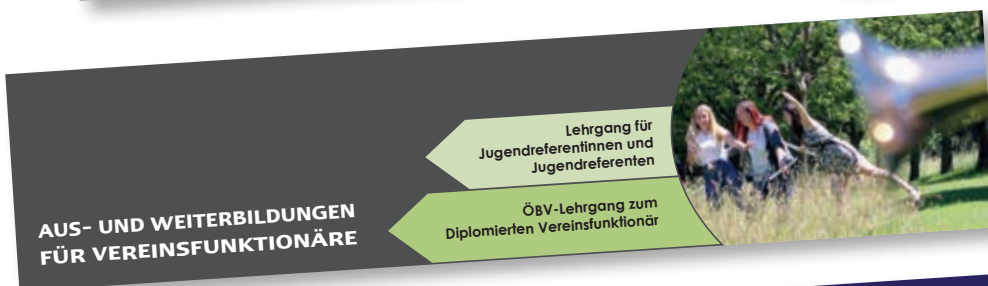 Lehrgang für
Jugendreferentinnen und
Jugendreferenten
ÖBV-Lehrgang zum
Diplomierten Vereinsfunktionär
AUS- UND WEITERBILDUNGEN
FÜR VEREINSFUNKTIONÄRE